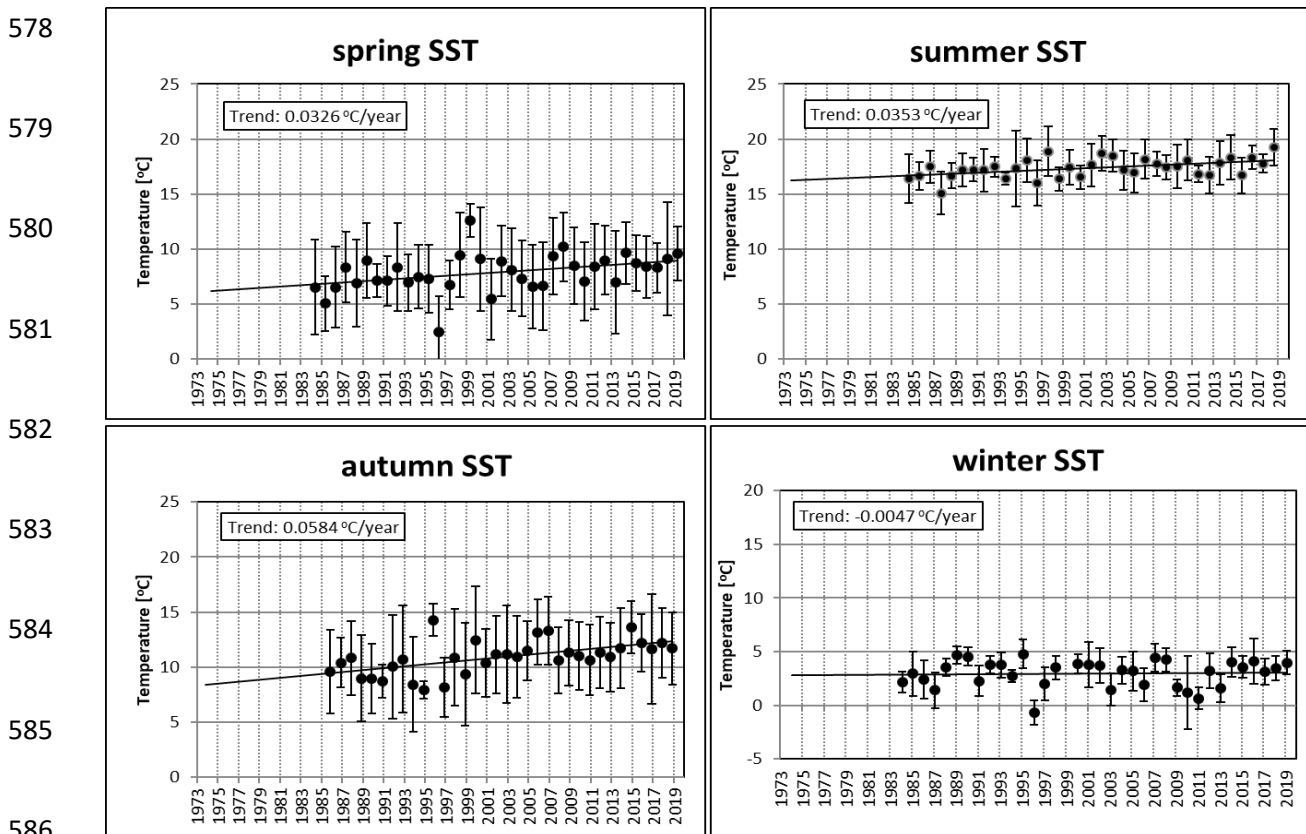 578
spring SST
Trend: 0.0326 ºC/year
Temperature [ºC]
25
20
15
10
5
0
1973 1975 1977 1979 1981 1983 1985 1987 1989 1991 1993 1995 1997 1999 2001 2003 2005 2007 2009 2011 2013 2015 2017 2019
summer SST
Trend: 0.0353 ºC/year
Temperature [ºC]
25
20
15
10
5
0
1973 1975 1977 1979 1981 1983 1985 1987 1989 1991 1993 1995 1997 1999 2001 2003 2005 2007 2009 2011 2013 2015 2017 2019
579
580
581
582
autumn SST
Trend: 0.0584 ºC/year
Temperature [ºC]
25
20
15
10
5
0
1973 1975 1977 1979 1981 1983 1985 1987 1989 1991 1993 1995 1997 1999 2001 2003 2005 2007 2009 2011 2013 2015 2017 2019
winter SST
Trend: -0.0047 ºC/year
Temperature [ºC]
20
15
10
5
0
-5
1973 1975 1977 1979 1981 1983 1985 1987 1989 1991 1993 1995 1997 1999 2001 2003 2005 2007 2009 2011 2013 2015 2017 2019
583
584
585
586